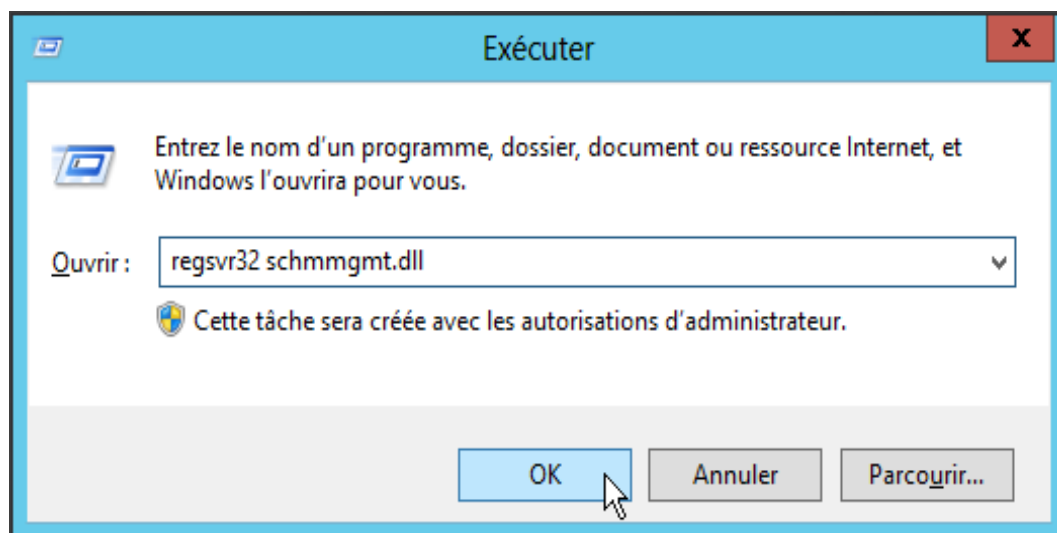 Exécuter
x
Entrez le nom d'un programme, dossier, document ou ressource Internet, et
Windows l'ouvrira pour vous.
Ouvrir : regsvr32 schmmgmt.dll
Cette tâche sera créée avec les autorisations d'administrateur.
OK Annuler Parcourir...